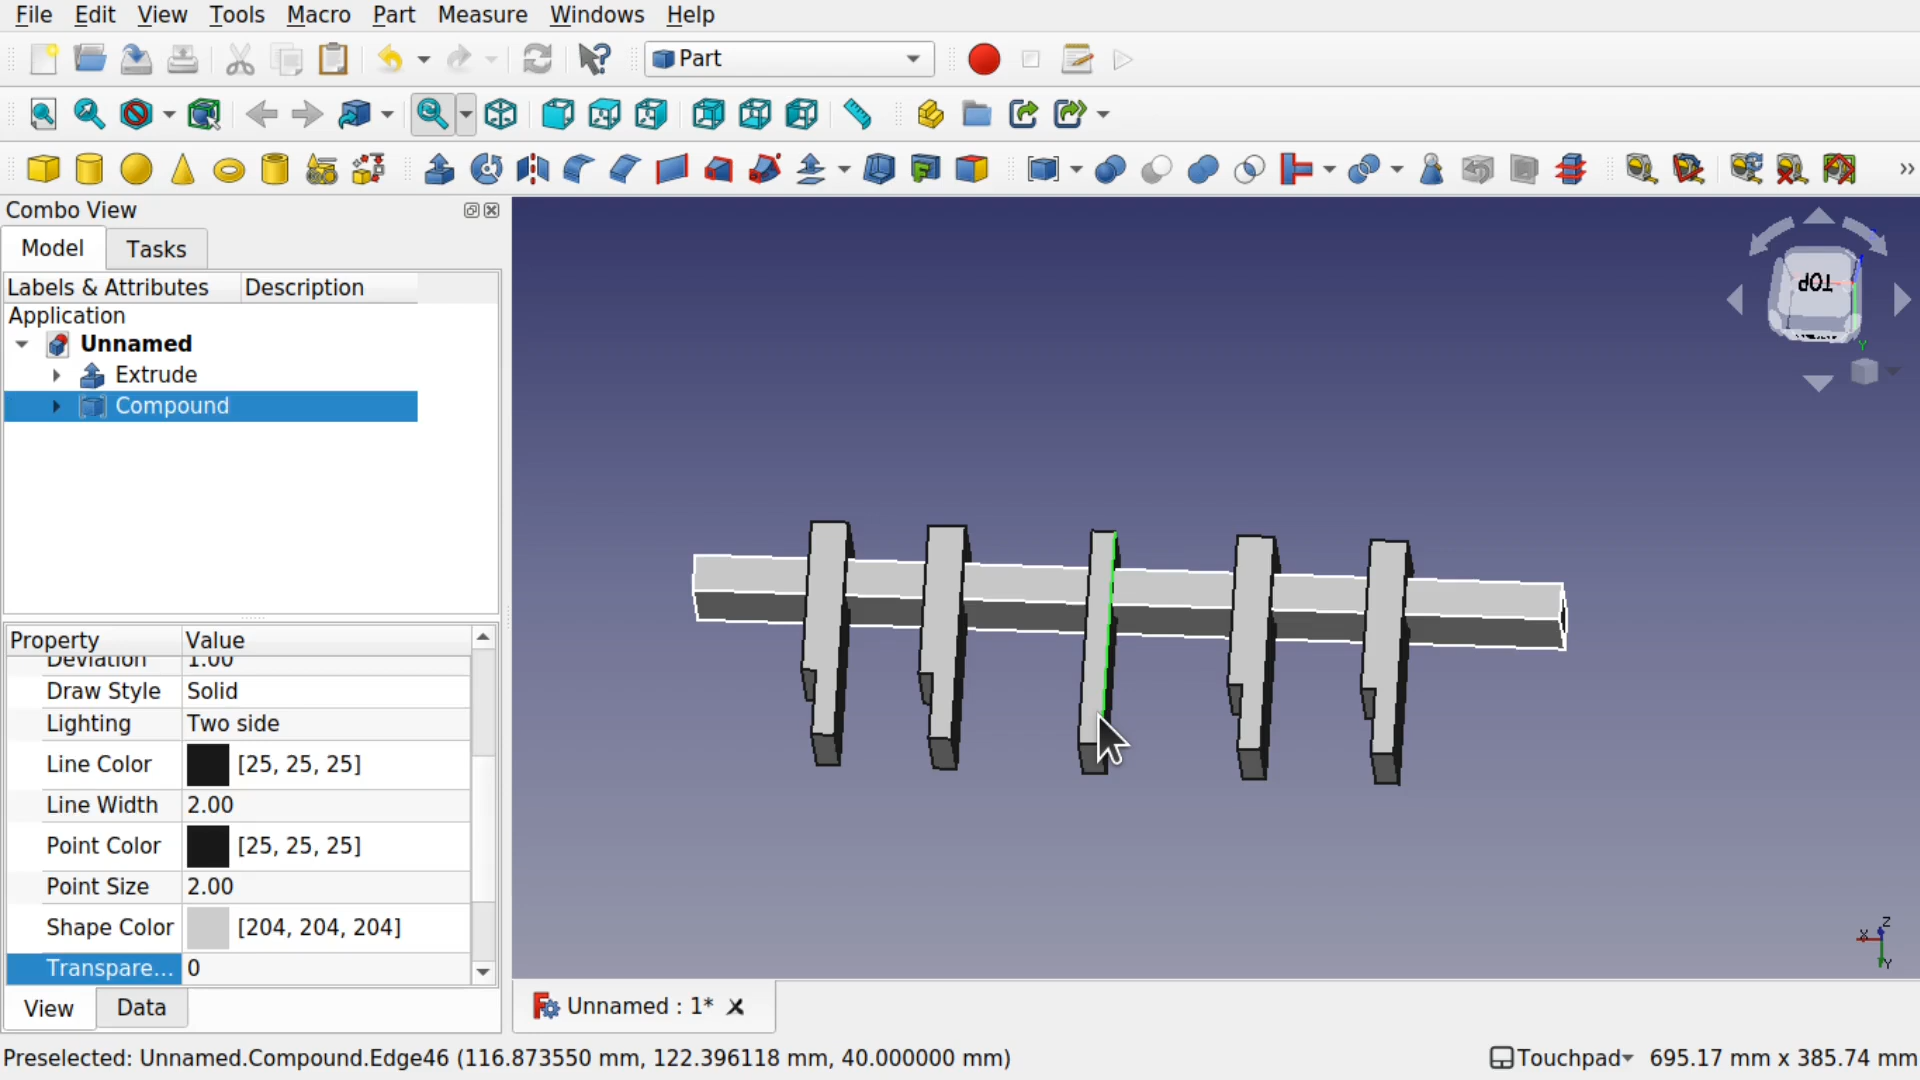 File Edit View Tools Macro Part Measure Windows Help
Part
Combo View
Model Tasks
Labels & Attributes Description
Application
Unnamed
Extrude
Compound
TOP
Property Value
Deviation 1.00
Draw Style Solid
Lighting Two side
Line Color [25, 25, 25]
Line Width 2.00
Point Color [25, 25, 25]
Point Size 2.00
Shape Color [204, 204, 204]
Transpare... 0
View Data
Z
X
Y
Unnamed : 1*
Preselected: Unnamed.Compound.Edge46 (116.873550 mm, 122.396118 mm, 40.000000 mm)
Touchpad 695.17 mm x 385.74 mm